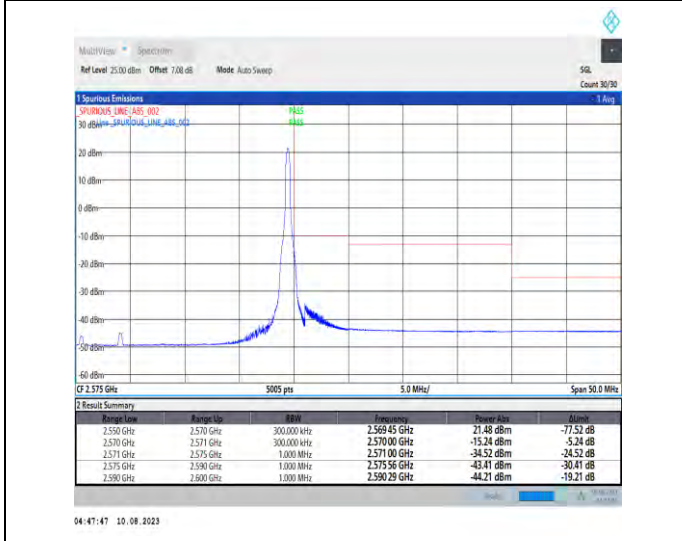 MultiView Spectrum
Ref Level 25.00 dBm Offset 7.08 dB Mode Auto Sweep SGL
Count 30/30
1 Spurious Emissions 1 Avg
_SPURIOUS_LINE_ABS_002 PASS
30 dBm Line _SPURIOUS_LINE_ABS_002 PASS
20 dBm
10 dBm
0 dBm
-10 dBm
-20 dBm
-30 dBm
-40 dBm
-50 dBm
-60 dBm
CF 2.575 GHz 5005 pts 5.0 MHz/ Span 50.0 MHz
2 Result Summary
Range Low Range Up RBW Frequency Power Abs ΔLimit
2.550 GHz 2.570 GHz 300.000 kHz 2.569 45 GHz 21.48 dBm -77.52 dB
2.570 GHz 2.571 GHz 300.000 kHz 2.570 00 GHz -15.24 dBm -5.24 dB
2.571 GHz 2.575 GHz 1.000 MHz 2.571 00 GHz -34.52 dBm -24.52 dB
2.575 GHz 2.590 GHz 1.000 MHz 2.575 56 GHz -43.41 dBm -30.41 dB
2.590 GHz 2.600 GHz 1.000 MHz 2.590 29 GHz -44.21 dBm -19.21 dB
Ready
04:47:47 10.08.2023